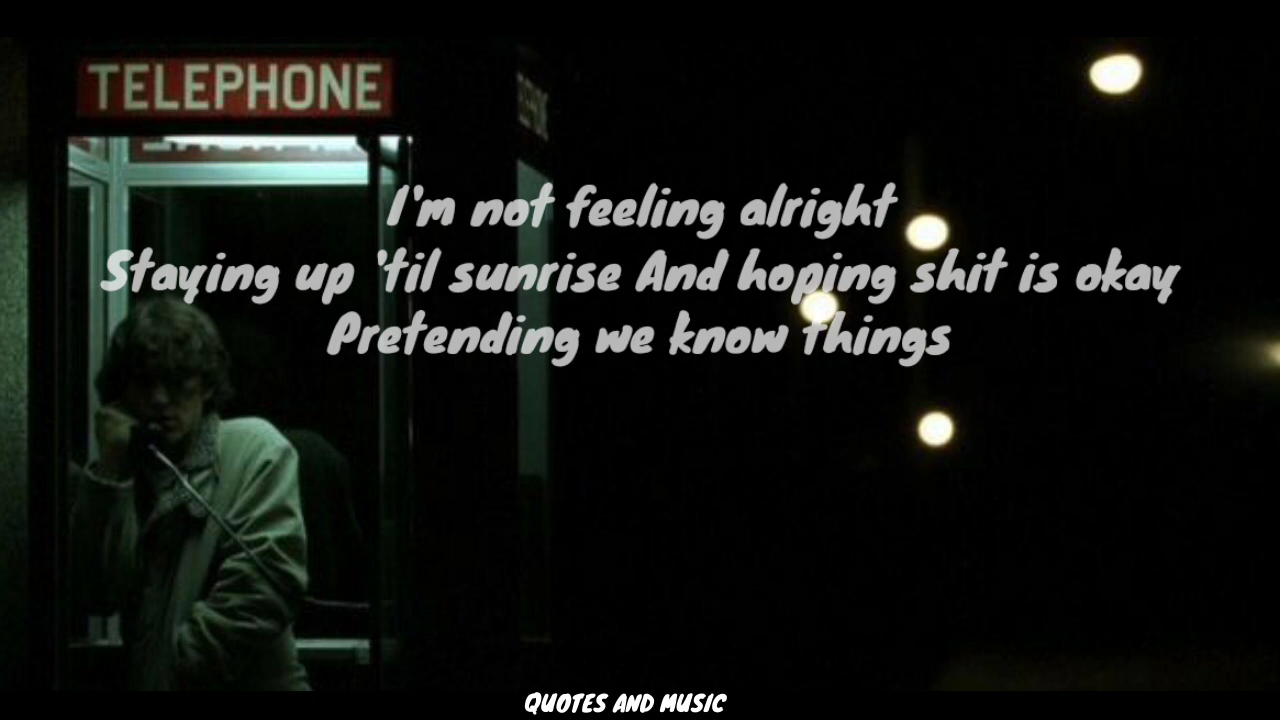 TELEPHONE
I'm not feeling alright
Staying up 'til sunrise And hoping shit is okay
Pretending we know things
QUOTES AND MUSIC